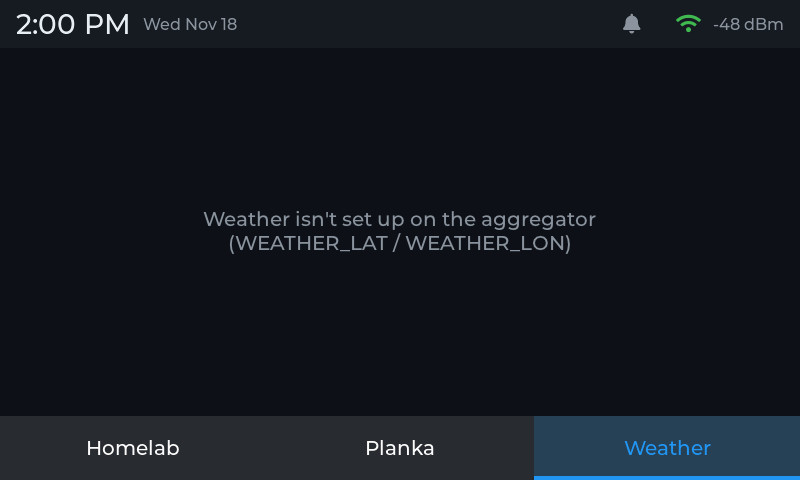 2:00 PM Wed Nov 18 -48 dBm
Weather isn't set up on the aggregator
(WEATHER_LAT / WEATHER_LON)
Homelab Planka Weather